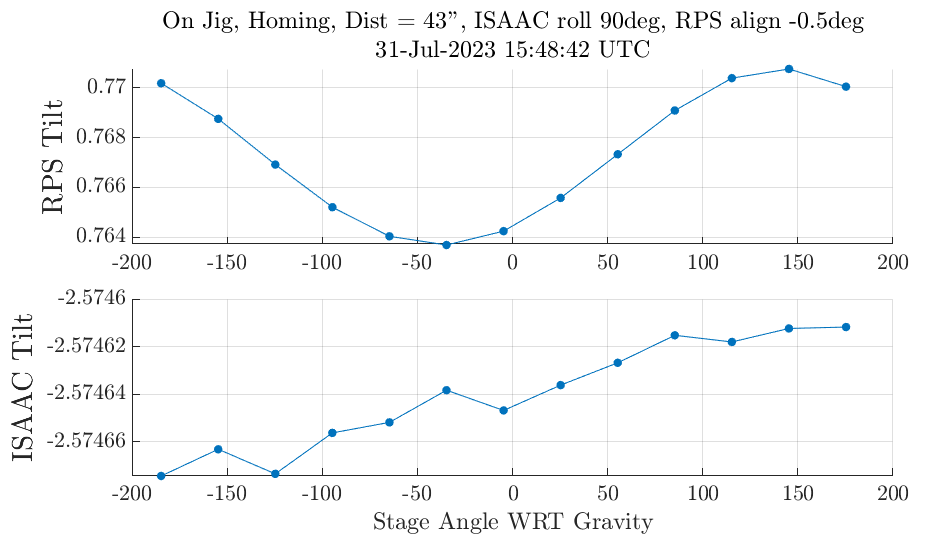 On Jig, Homing, Dist = 43”, ISAAC roll 90deg, RPS align -0.5deg
31-Jul-2023 15:48:42 UTC
RPS Tilt
0.77
0.768
0.766
0.764
-200 -150 -100 -50 0 50 100 150 200
ISAAC Tilt
-2.5746
-2.57462
-2.57464
-2.57466
-200 -150 -100 -50 0 50 100 150 200
Stage Angle WRT Gravity